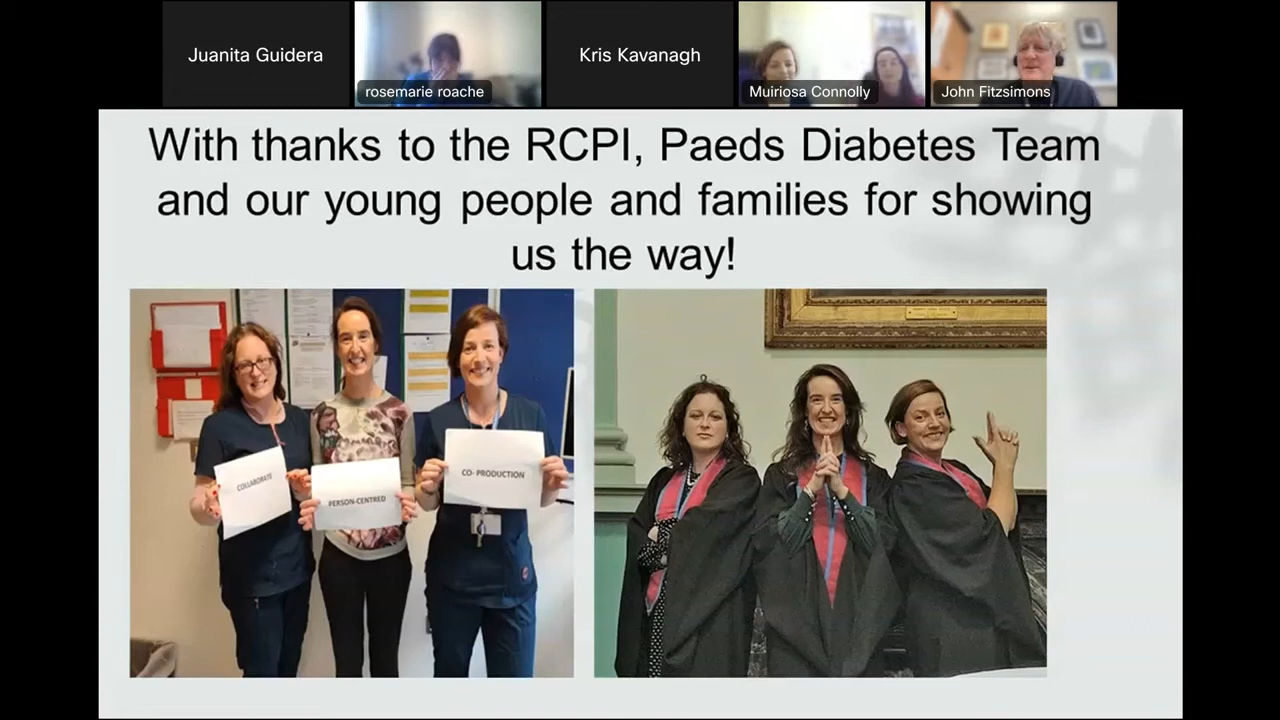 Juanita Guidera
rosemarie roache
Kris Kavanagh
Muiriosa Connolly
John Fitzsimons
With thanks to the RCPI, Paeds Diabetes Team
and our young people and families for showing
us the way!
COLLABORATE
PERSON-CENTRED
CO- PRODUCTION